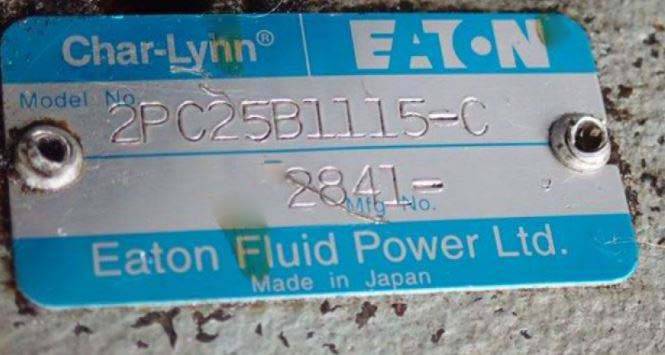 Char-Lynn® EATON
Model No.
2PC25B1115-C
2841-
Mfg No.
Eaton Fluid Power Ltd.
Made in Japan